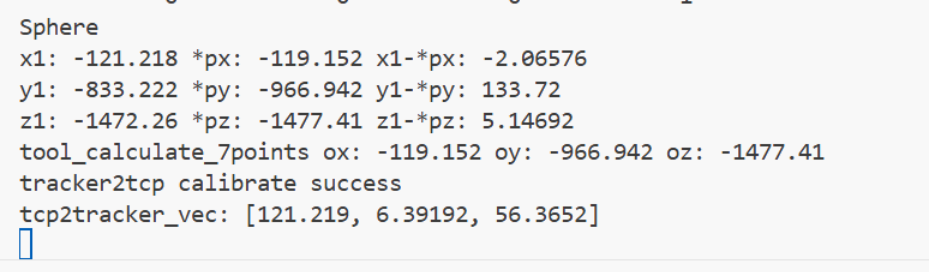 Sphere
x1: -121.218 *px: -119.152 x1-*px: -2.06576
y1: -833.222 *py: -966.942 y1-*py: 133.72
z1: -1472.26 *pz: -1477.41 z1-*pz: 5.14692
tool_calculate_7points ox: -119.152 oy: -966.942 oz: -1477.41
tracker2tcp calibrate success
tcp2tracker_vec: [121.219, 6.39192, 56.3652]